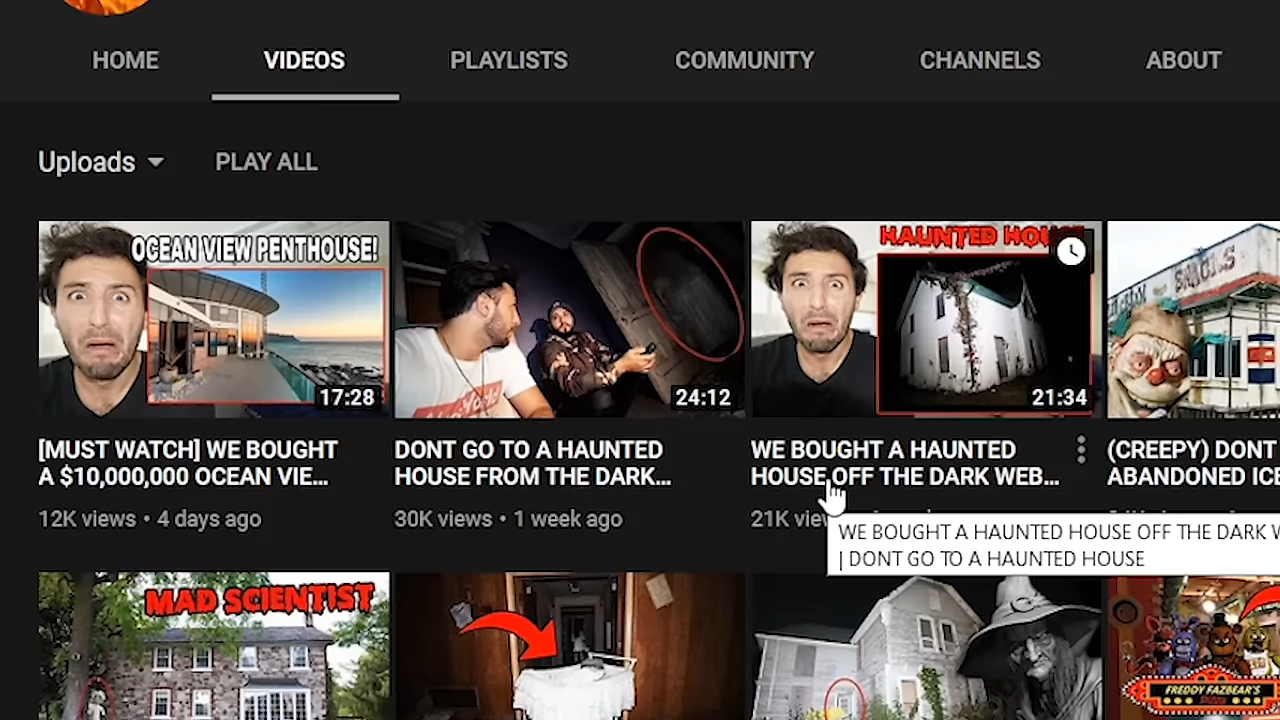 HOME VIDEOS PLAYLISTS COMMUNITY CHANNELS ABOUT
Uploads PLAY ALL
OCEAN VIEW PENTHOUSE!
17:28
24:12
HAUNTED HOU
21:34
[MUST WATCH] WE BOUGHT
A $10,000,000 OCEAN VIE...
12K views • 4 days ago
DONT GO TO A HAUNTED
HOUSE FROM THE DARK...
30K views • 1 week ago
WE BOUGHT A HAUNTED
HOUSE OFF THE DARK WEB...
21K vie
WE BOUGHT A HAUNTED HOUSE OFF THE DARK W
| DONT GO TO A HAUNTED HOUSE
(CREEPY) DONT
ABANDONED ICE
MAD SCIENTIST
FREDDY FAZBEAR'S